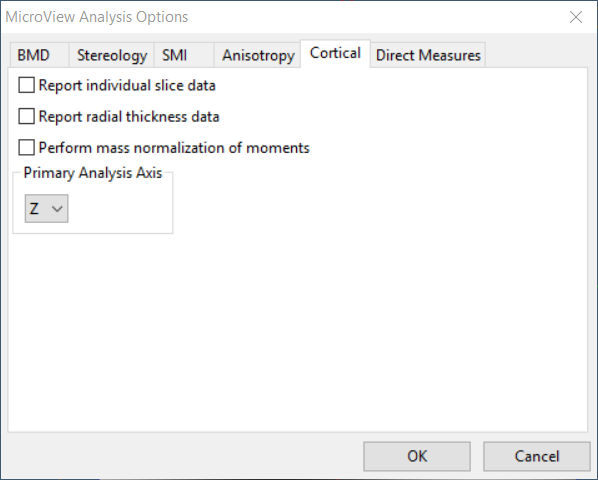 MicroView Analysis Options
BMD Stereology SMI Anisotropy Cortical Direct Measures
Report individual slice data
Report radial thickness data
Perform mass normalization of moments
Primary Analysis Axis
Z
OK Cancel